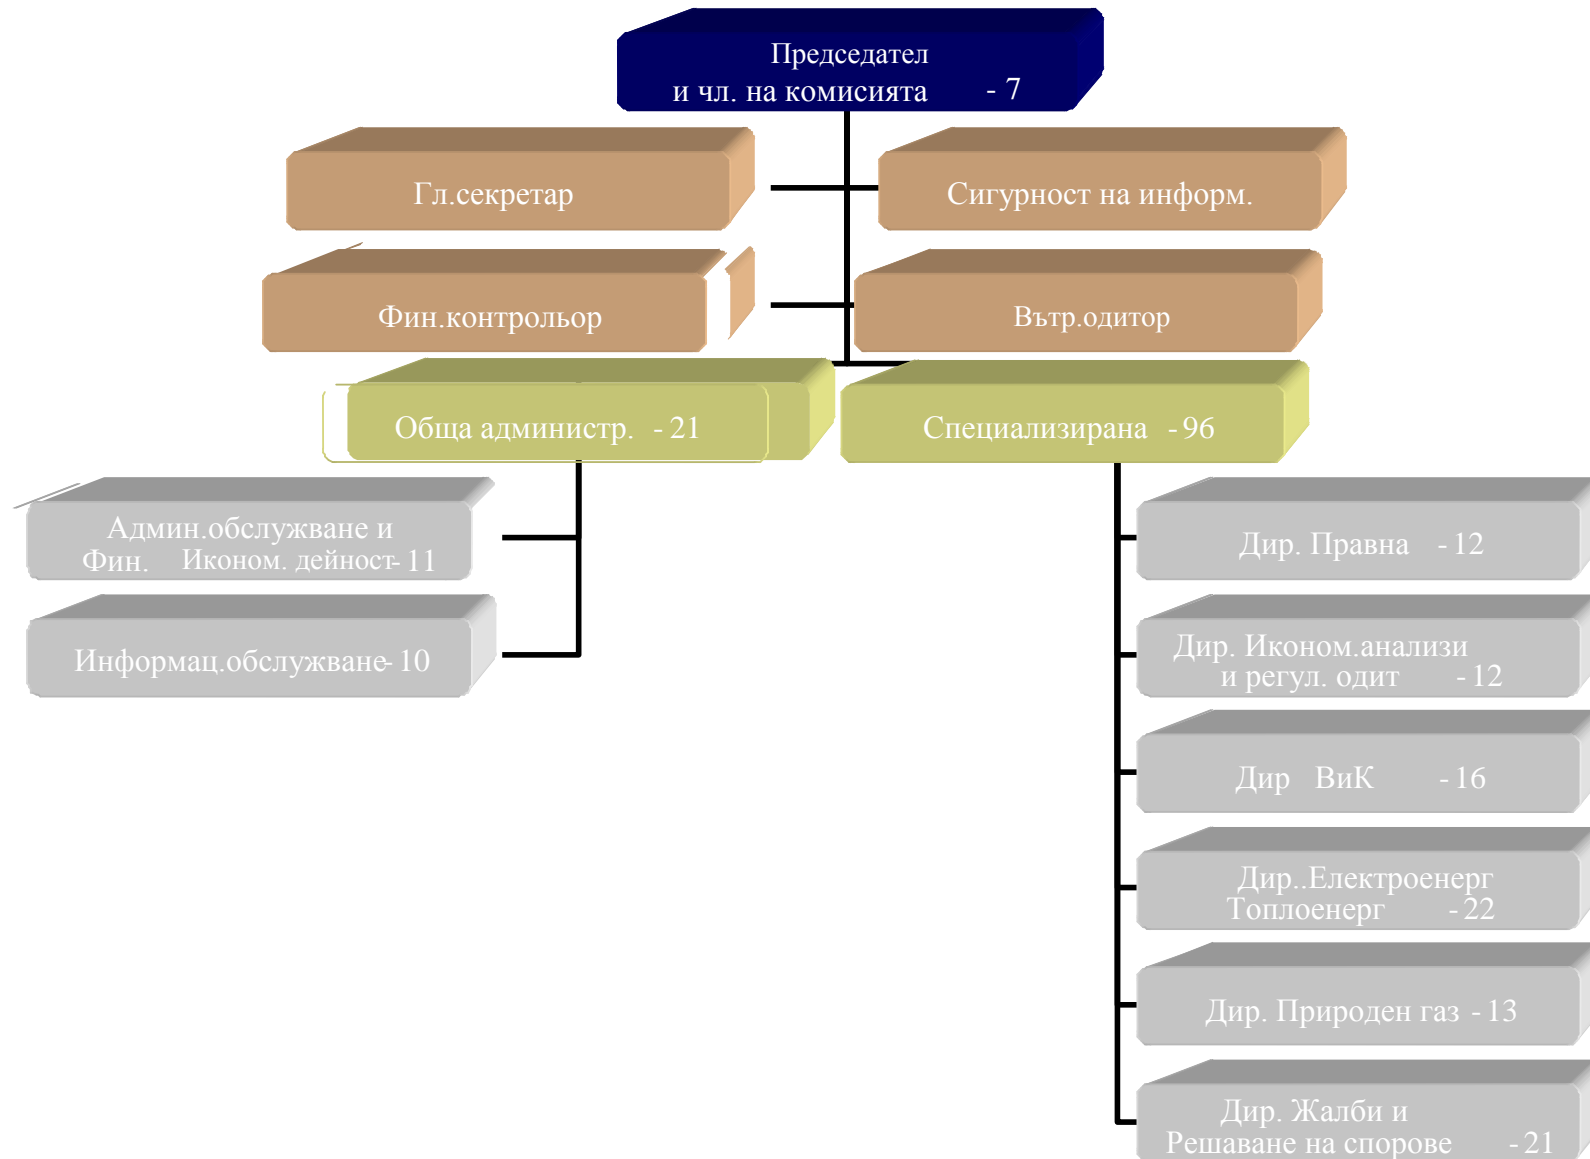 Председател
и чл. на комисията - 7
Гл.секретар
Сигурност на информ.
Фин.контрольор
Вътр.одитор
Обща администр. - 21
Специализирана - 96
Админ.обслужване и
Фин. Иконом. дейност- 11
Информац.обслужване- 10
Дир. Правна - 12
Дир. Иконом.анализи
и регул. одит - 12
Дир ВиК - 16
Дир..Електроенерг
Топлоенерг - 22
Дир. Природен газ - 13
Дир. Жалби и
Решаване на спорове - 21